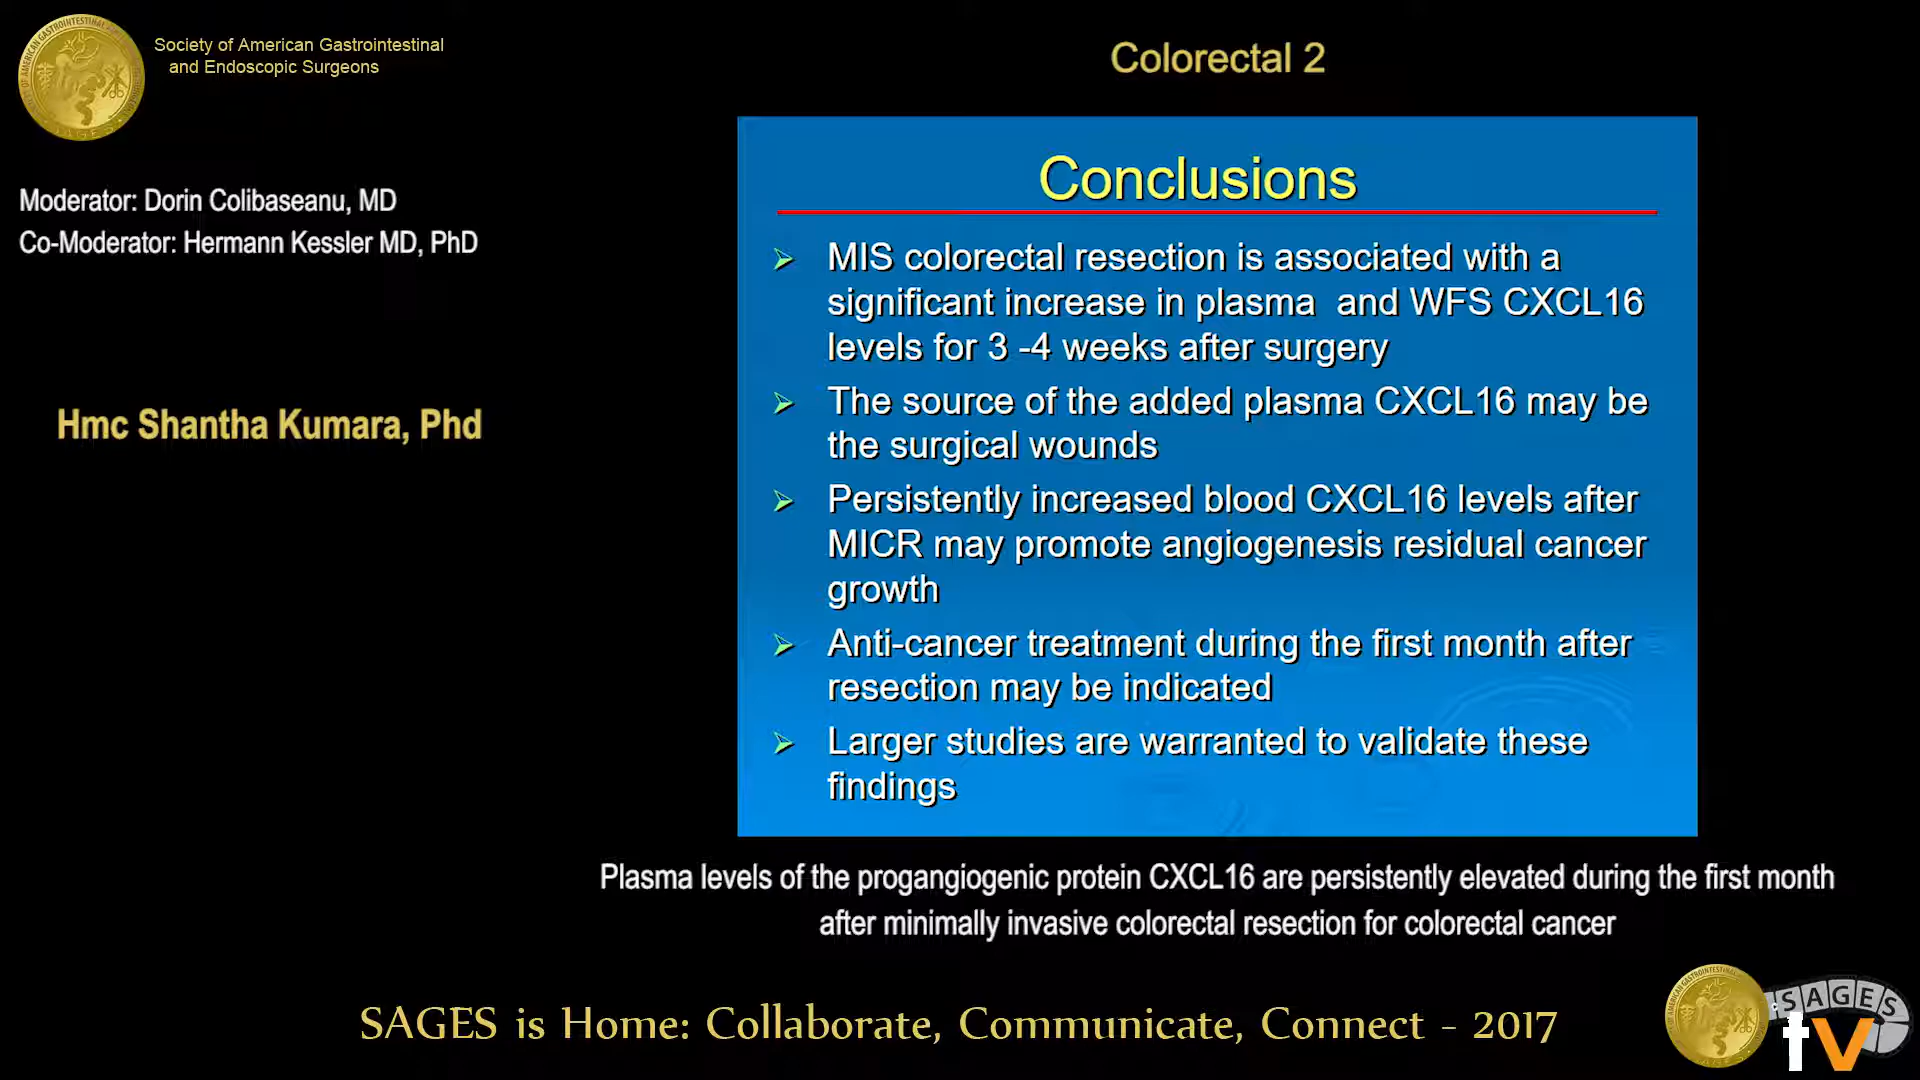 Society of American Gastrointestinal
and Endoscopic Surgeons
Colorectal 2
Moderator: Dorin Colibaseanu, MD
Co-Moderator: Hermann Kessler MD, PhD
Hmc Shantha Kumara, Phd
Conclusions
MIS colorectal resection is associated with a
significant increase in plasma and WFS CXCL16
levels for 3 -4 weeks after surgery
The source of the added plasma CXCL16 may be
the surgical wounds
Persistently increased blood CXCL16 levels after
MICR may promote angiogenesis residual cancer
growth
Anti-cancer treatment during the first month after
resection may be indicated
Larger studies are warranted to validate these
findings
Plasma levels of the progangiogenic protein CXCL16 are persistently elevated during the first month
after minimally invasive colorectal resection for colorectal cancer
SAGES is Home: Collaborate, Communicate, Connect - 2017
SAGES
tv